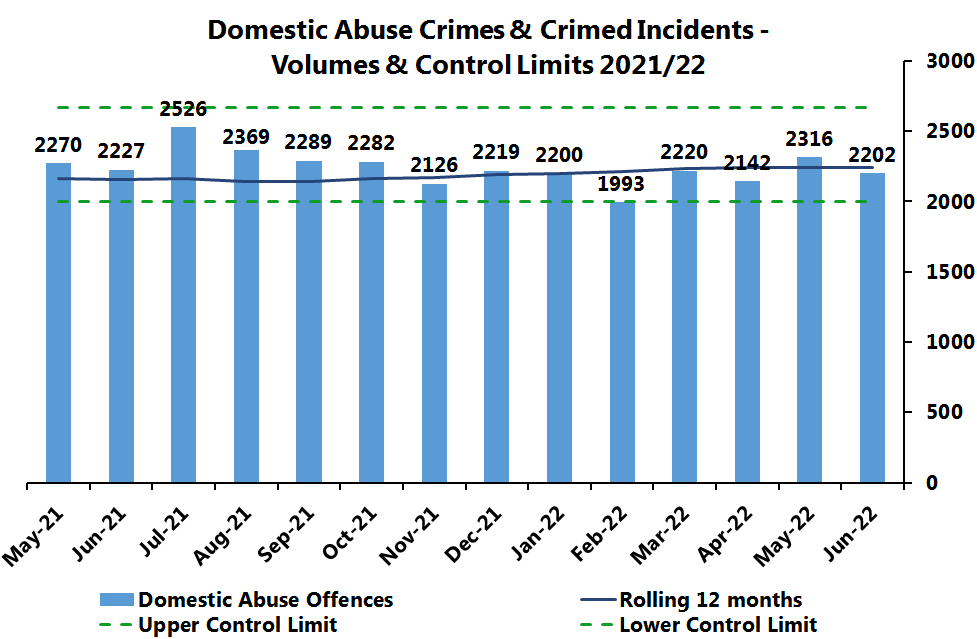 Domestic Abuse Crimes & Crimed Incidents -
Volumes & Control Limits 2021/22
3000
2500
2000
1500
1000
500
0
2270
2227
2526
2369
2289
2282
2126
2219
2200
1993
2220
2142
2316
2202
May-21
Jun-21
Jul-21
Aug-21
Sep-21
Oct-21
Nov-21
Dec-21
Jan-22
Feb-22
Mar-22
Apr-22
May-22
Jun-22
Domestic Abuse Offences
Rolling 12 months
Upper Control Limit
Lower Control Limit